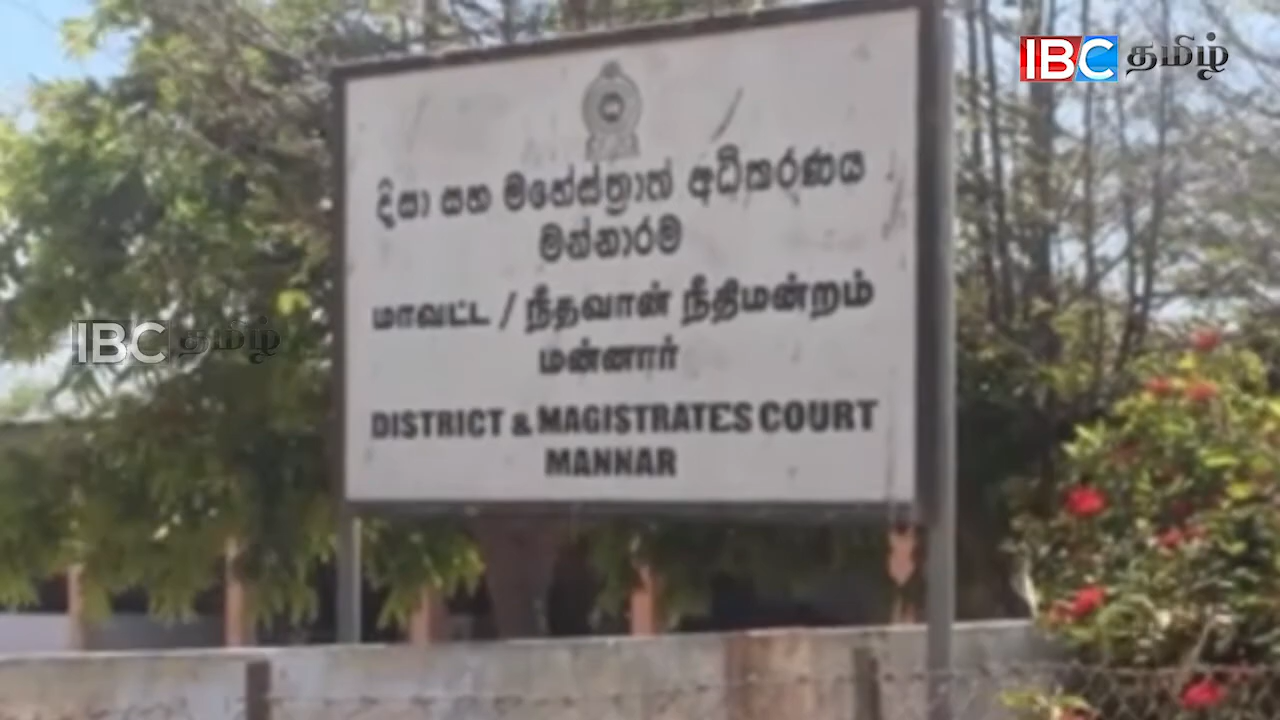 IBC தமிழ்
දිසා සහ මහේස්ත්‍රාත් අධිකරණය
මන්නාරම
மாவட்ட / நீதவான் நீதிமன்றம்
மன்னார்
IBC தமிழ்
DISTRICT & MAGISTRATES COURT
MANNAR